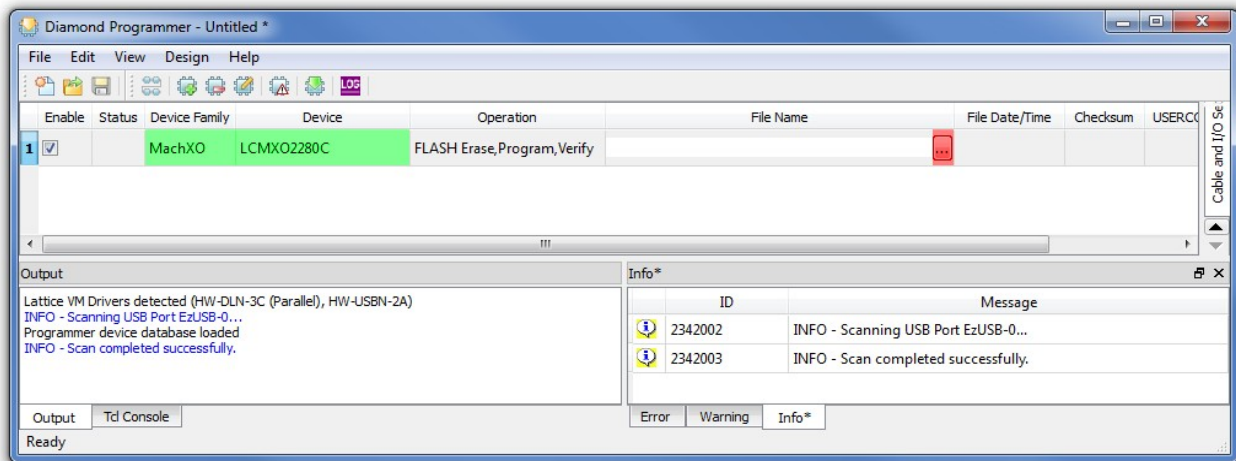 Diamond Programmer - Untitled *
File Edit View Design Help
LOG
Enable Status Device Family Device Operation File Name File Date/Time Checksum USERCO
1 MachXO LCMXO2280C FLASH Erase,Program,Verify ...
Cable and I/O Se
Output
Lattice VM Drivers detected (HW-DLN-3C (Parallel), HW-USBN-2A)
INFO - Scanning USB Port EzUSB-0...
Programmer device database loaded
INFO - Scan completed successfully.
Output Tcl Console
Info*
ID Message
2342002 INFO - Scanning USB Port EzUSB-0...
2342003 INFO - Scan completed successfully.
Error Warning Info*
Ready